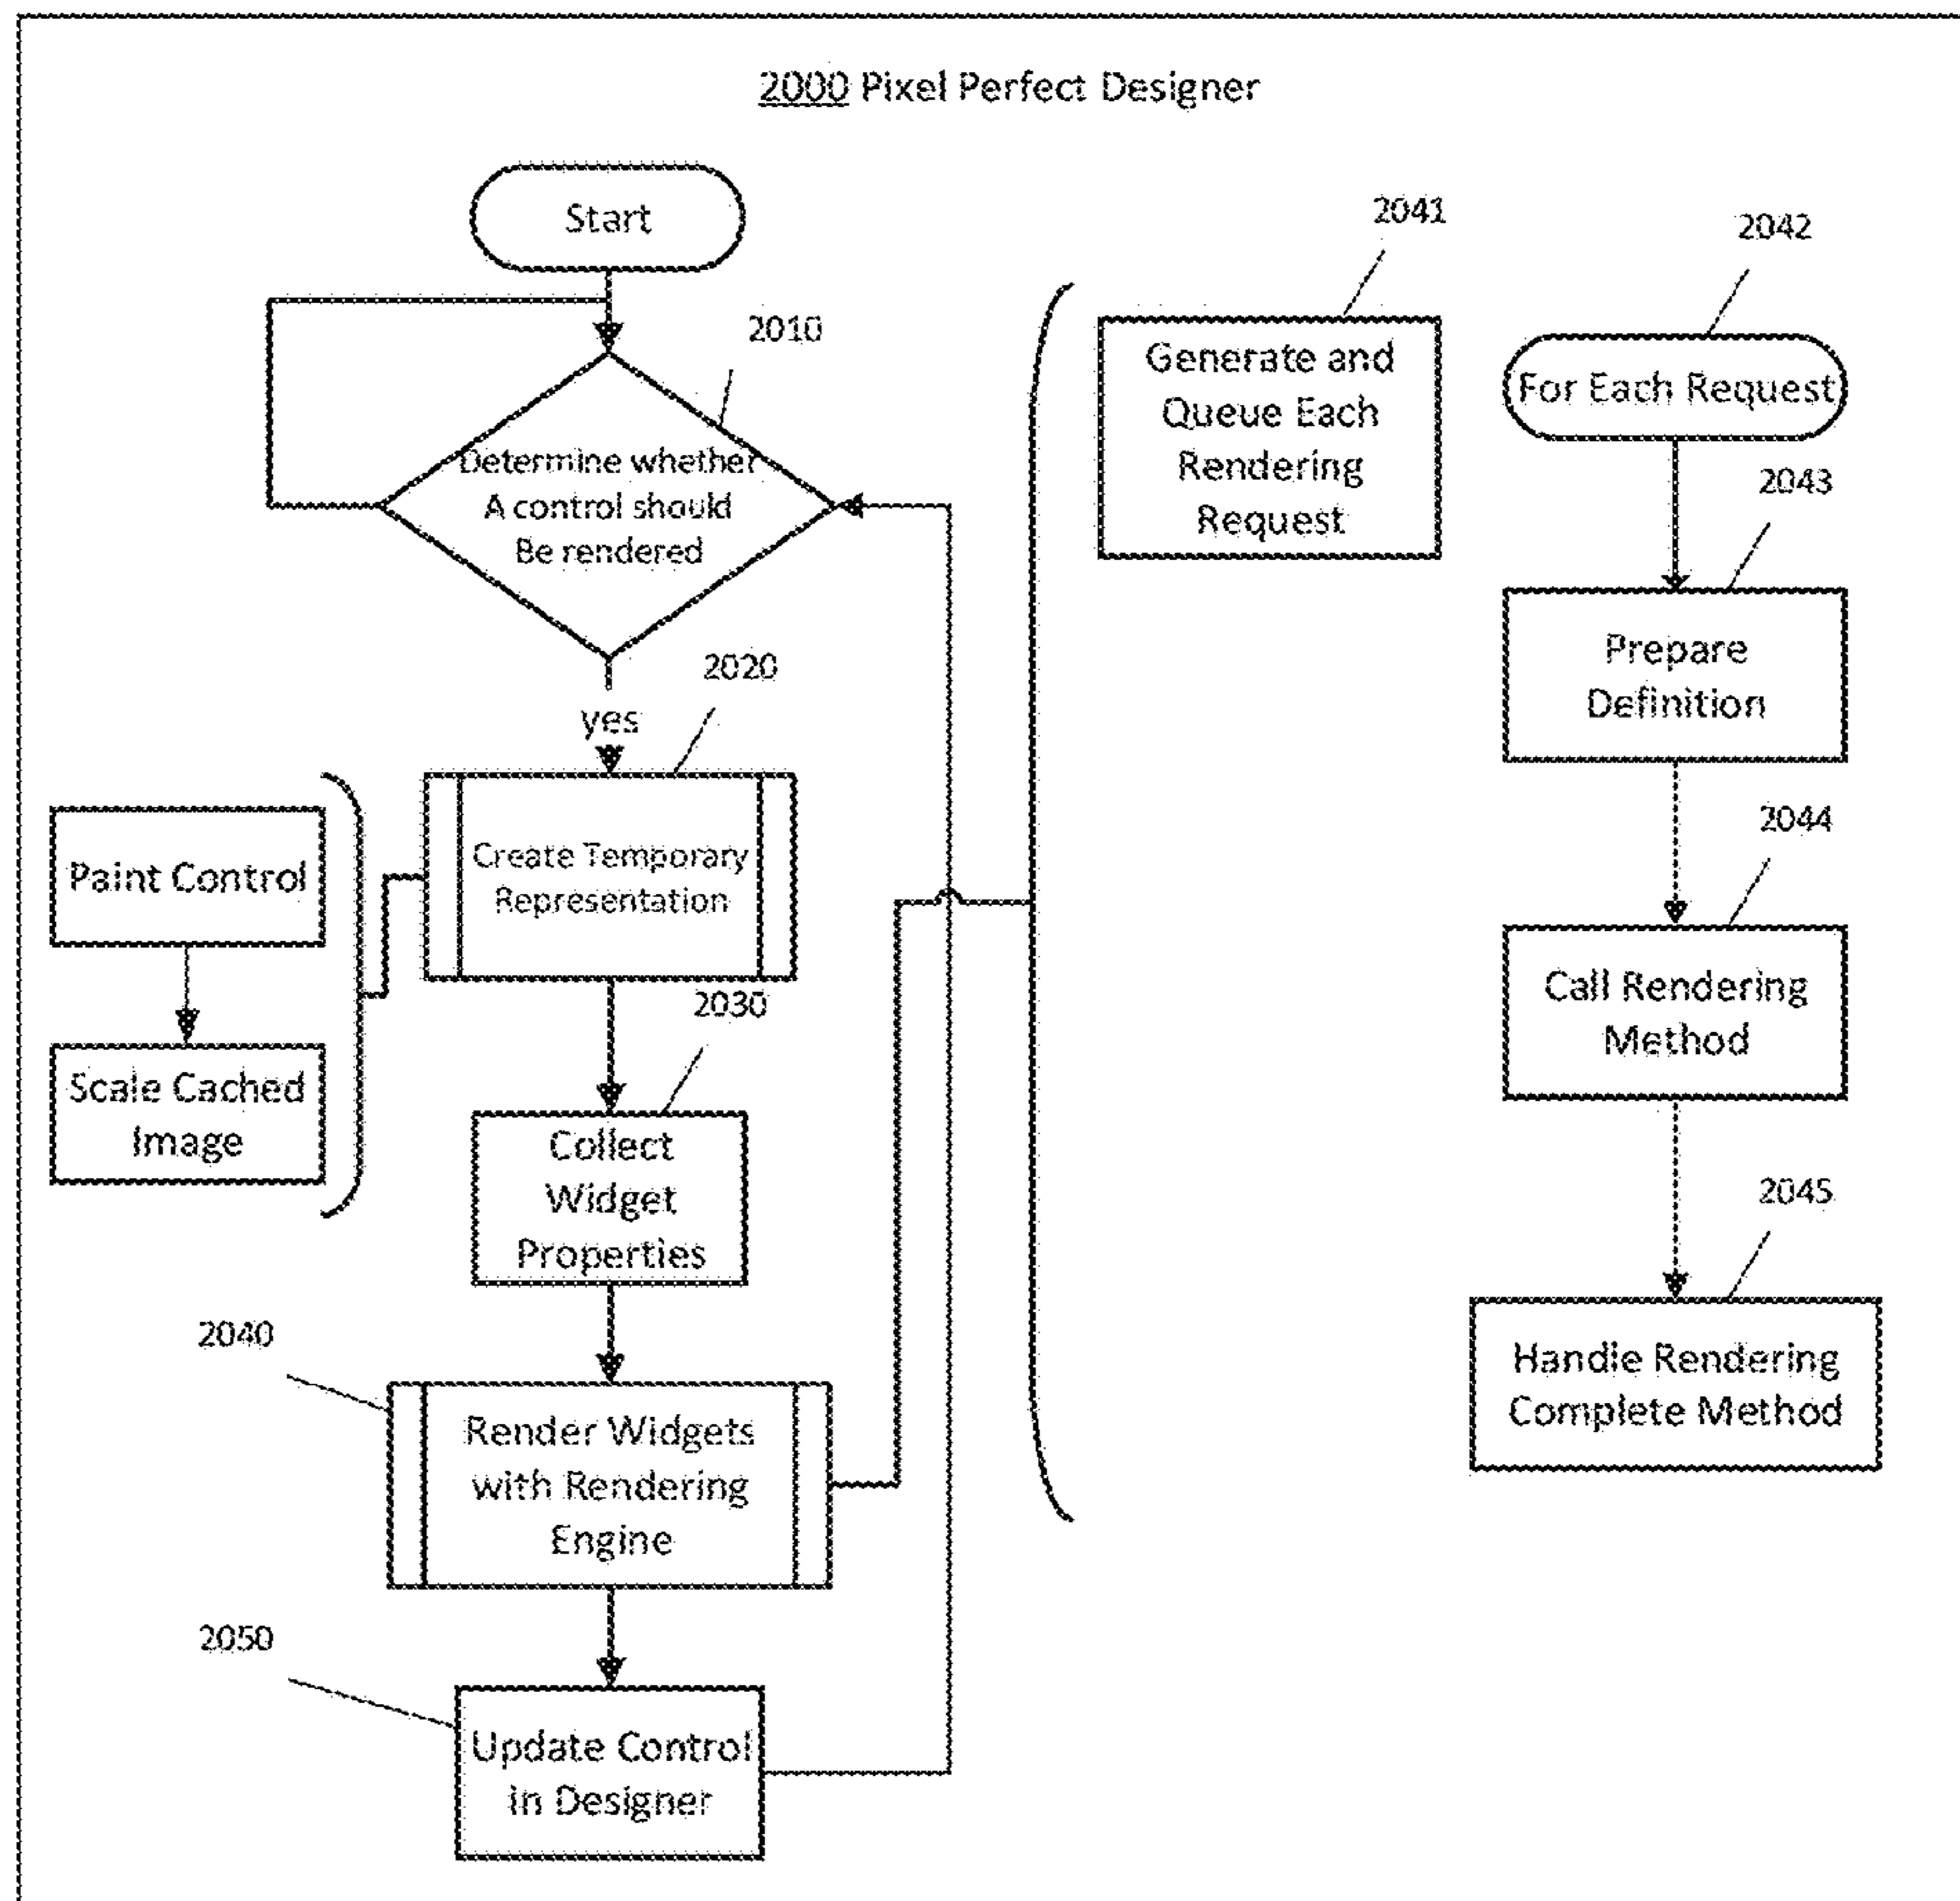 2000 Pixel Perfect Designer
Start
2010
Determine whether
A control should
Be rendered
yes
2020
Create Temporary
Representation
Paint Control
Scale Cached
Image
2030
Collect
Widget
Properties
2040
Render Widgets
with Rendering
Engine
2050
Update Control
in Designer
2041
Generate and
Queue Each
Rendering
Request
2042
For Each Request
2043
Prepare
Definition
2044
Call Rendering
Method
2045
Handle Rendering
Complete Method